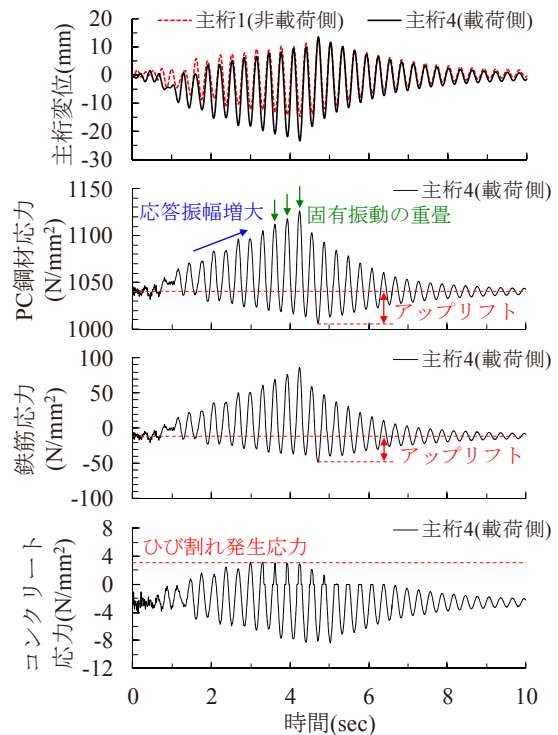 主桁1(非載荷側) 主桁4(載荷側)
主桁変位(mm)
20
10
0
-10
-20
-30
主桁4(載荷側)
応答振幅増大
固有振動の重畳
アップリフト
PC鋼材応力
(N/mm²)
1150
1100
1050
1000
主桁4(載荷側)
アップリフト
鉄筋応力
(N/mm²)
100
50
0
-50
-100
主桁4(載荷側)
ひび割れ発生応力
コンクリート
応力(N/mm²)
8
4
0
-4
-8
-12
0 2 4 6 8 10
時間(sec)